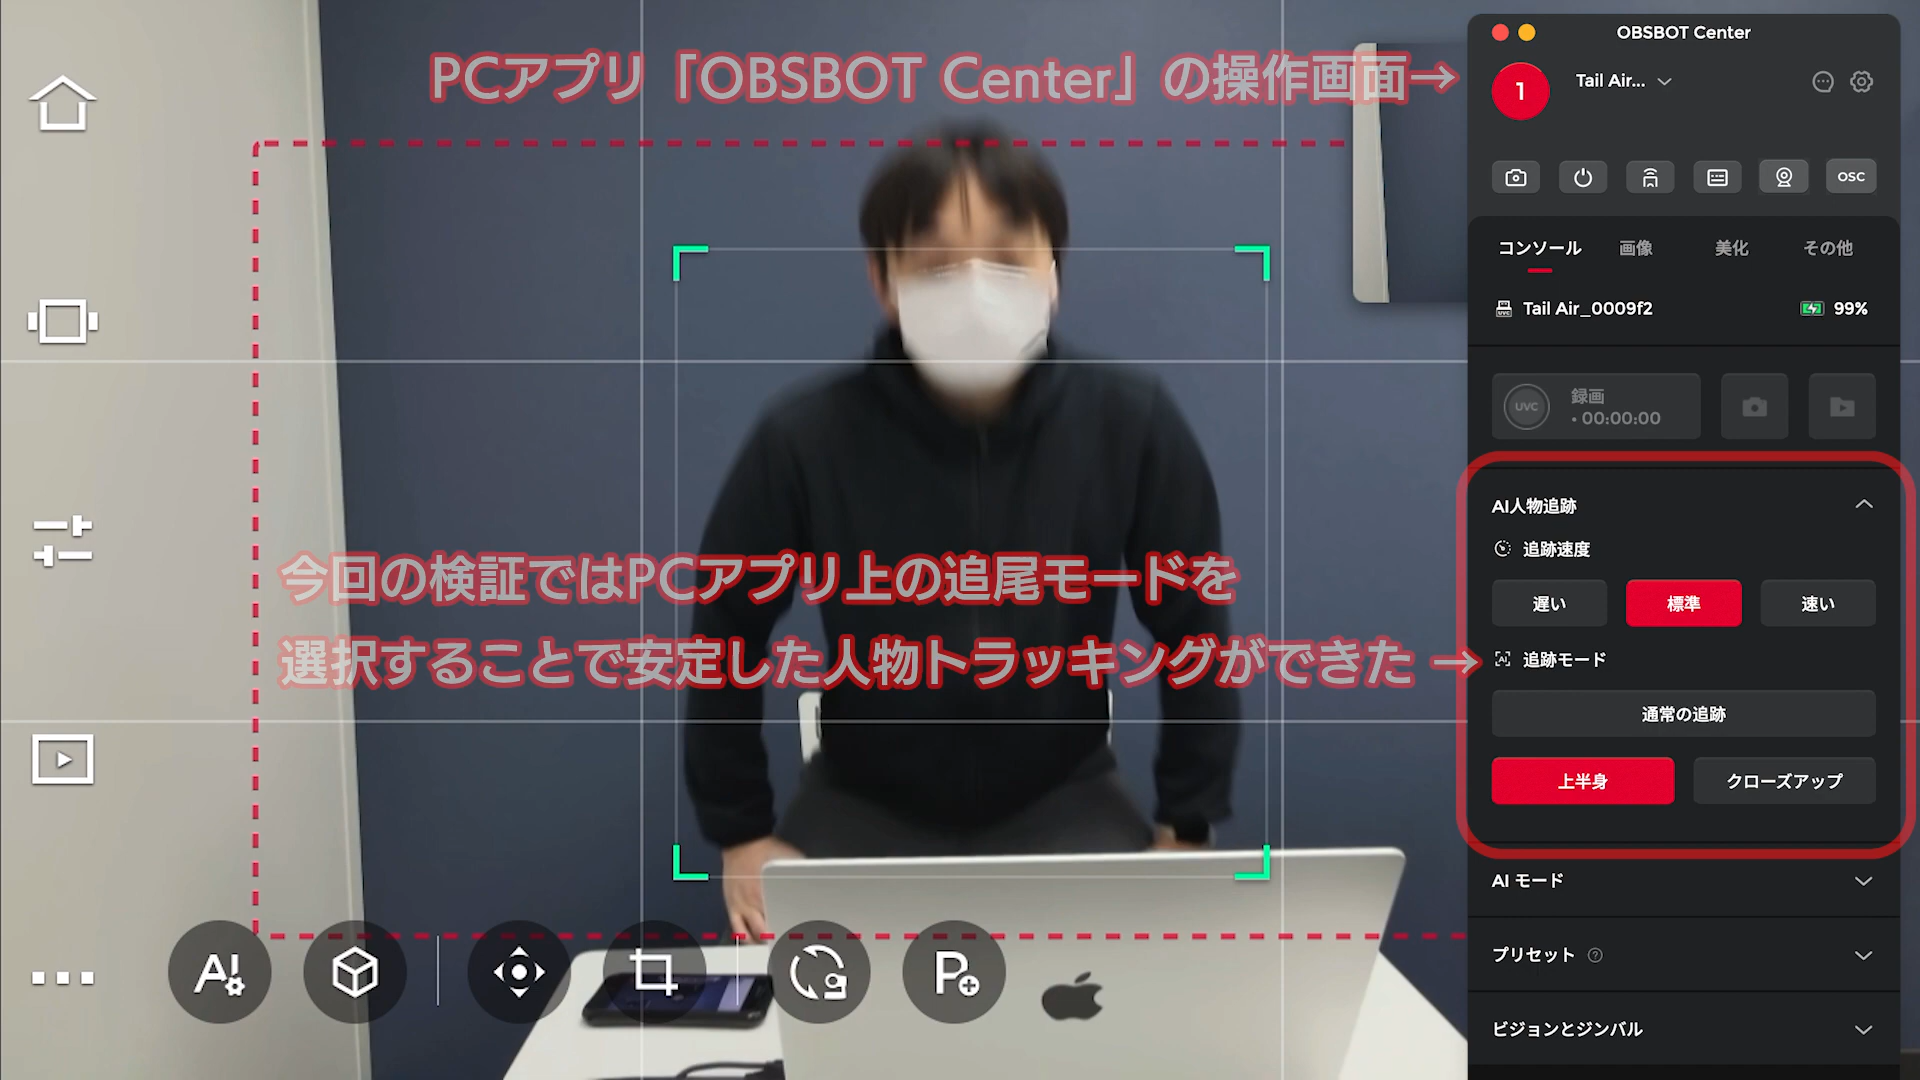 PCアプリ「OBSBOT Center」の操作画面→
今回の検証ではPCアプリ上の追尾モードを
選択することで安定した人物トラッキングができた →
AI
P
OBSBOT Center
1
Tail Air...
OSC
コンソール 画像 美化 その他
UVC
Tail Air_0009f2 99%
UVC
録画
• 00:00:00
AI人物追跡
追跡速度
遅い 標準 速い
AI 追跡モード
通常の追跡
上半身 クローズアップ
AI モード
プリセット ?
ビジョンとジンバル